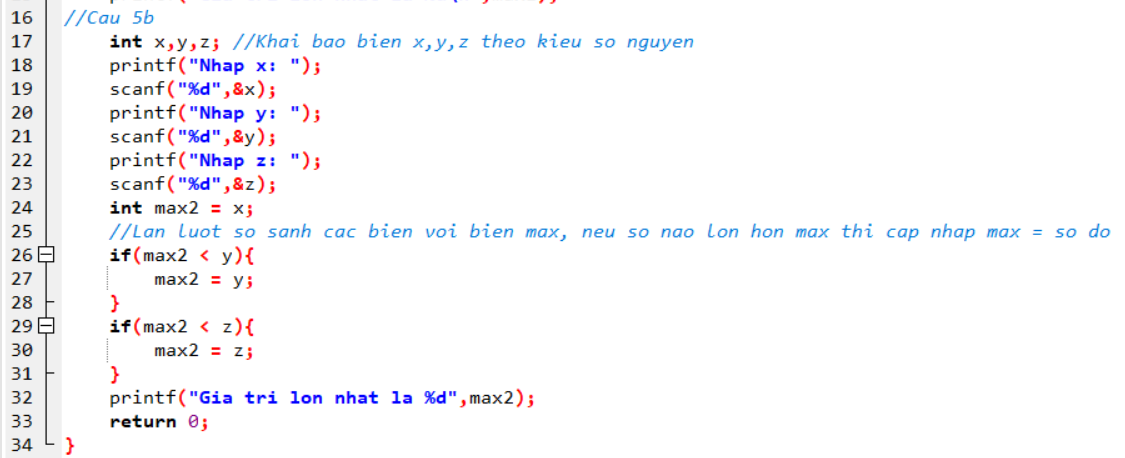 16 //Cau 5b
17 int x,y,z; //Khai bao bien x,y,z theo kieu so nguyen
18 printf("Nhap x: ");
19 scanf("%d",&x);
20 printf("Nhap y: ");
21 scanf("%d",&y);
22 printf("Nhap z: ");
23 scanf("%d",&z);
24 int max2 = x;
25 //Lan luot so sanh cac bien voi bien max, neu so nao lon hon max thi cap nhap max = so do
26 if(max2 < y){
27 max2 = y;
28 }
29 if(max2 < z){
30 max2 = z;
31 }
32 printf("Gia tri lon nhat la %d",max2);
33 return 0;
34 }